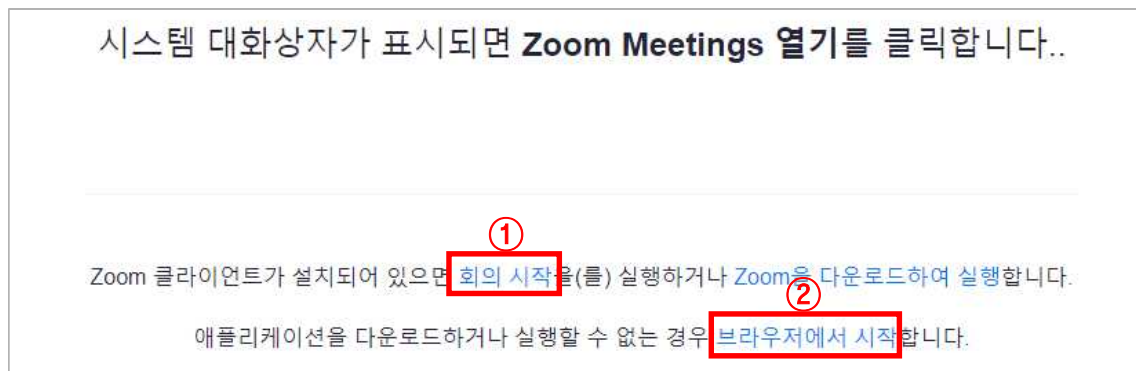 시스템 대화상자가 표시되면 Zoom Meetings 열기를 클릭합니다..
①
Zoom 클라이언트가 설치되어 있으면 회의 시작을(를) 실행하거나 Zoom을 다운로드하여 실행합니다.
②
애플리케이션을 다운로드하거나 실행할 수 없는 경우 브라우저에서 시작합니다.